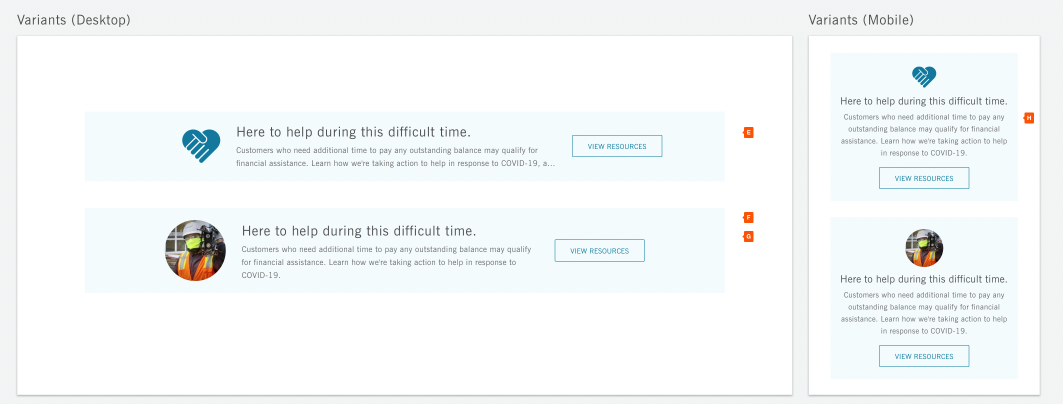 Variants (Desktop)
Here to help during this difficult time.
Customers who need additional time to pay any outstanding balance may qualify for
financial assistance. Learn how we're taking action to help in response to COVID-19, a...
VIEW RESOURCES
E
Here to help during this difficult time.
Customers who need additional time to pay any outstanding balance may qualify
for financial assistance. Learn how we're taking action to help in response to
COVID-19.
VIEW RESOURCES
F
G
Variants (Mobile)
Here to help during this difficult time.
Customers who need additional time to pay any
outstanding balance may qualify for financial
assistance. Learn how we're taking action to help
in response to COVID-19.
VIEW RESOURCES
H
Here to help during this difficult time.
Customers who need additional time to pay any
outstanding balance may qualify for financial
assistance. Learn how we're taking action to help
in response to COVID-19.
VIEW RESOURCES